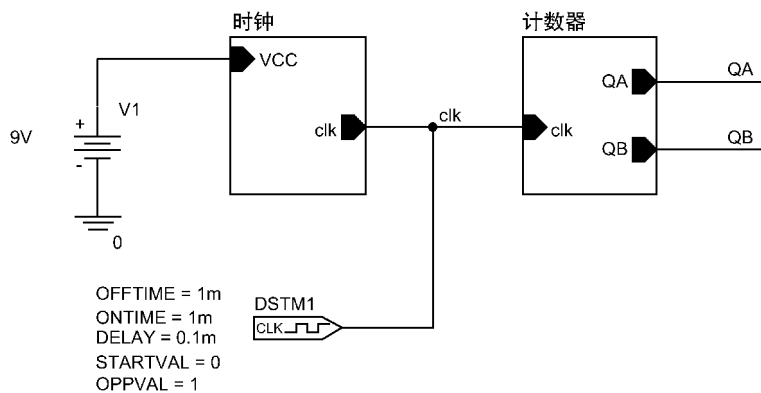 时钟
计数器
VCC
V1
+
9V
-
0
clk
clk
clk
QA
QA
QB
QB
OFFTIME = 1m
ONTIME = 1m
DELAY = 0.1m
STARTVAL = 0
OPPVAL = 1
DSTM1
CLK